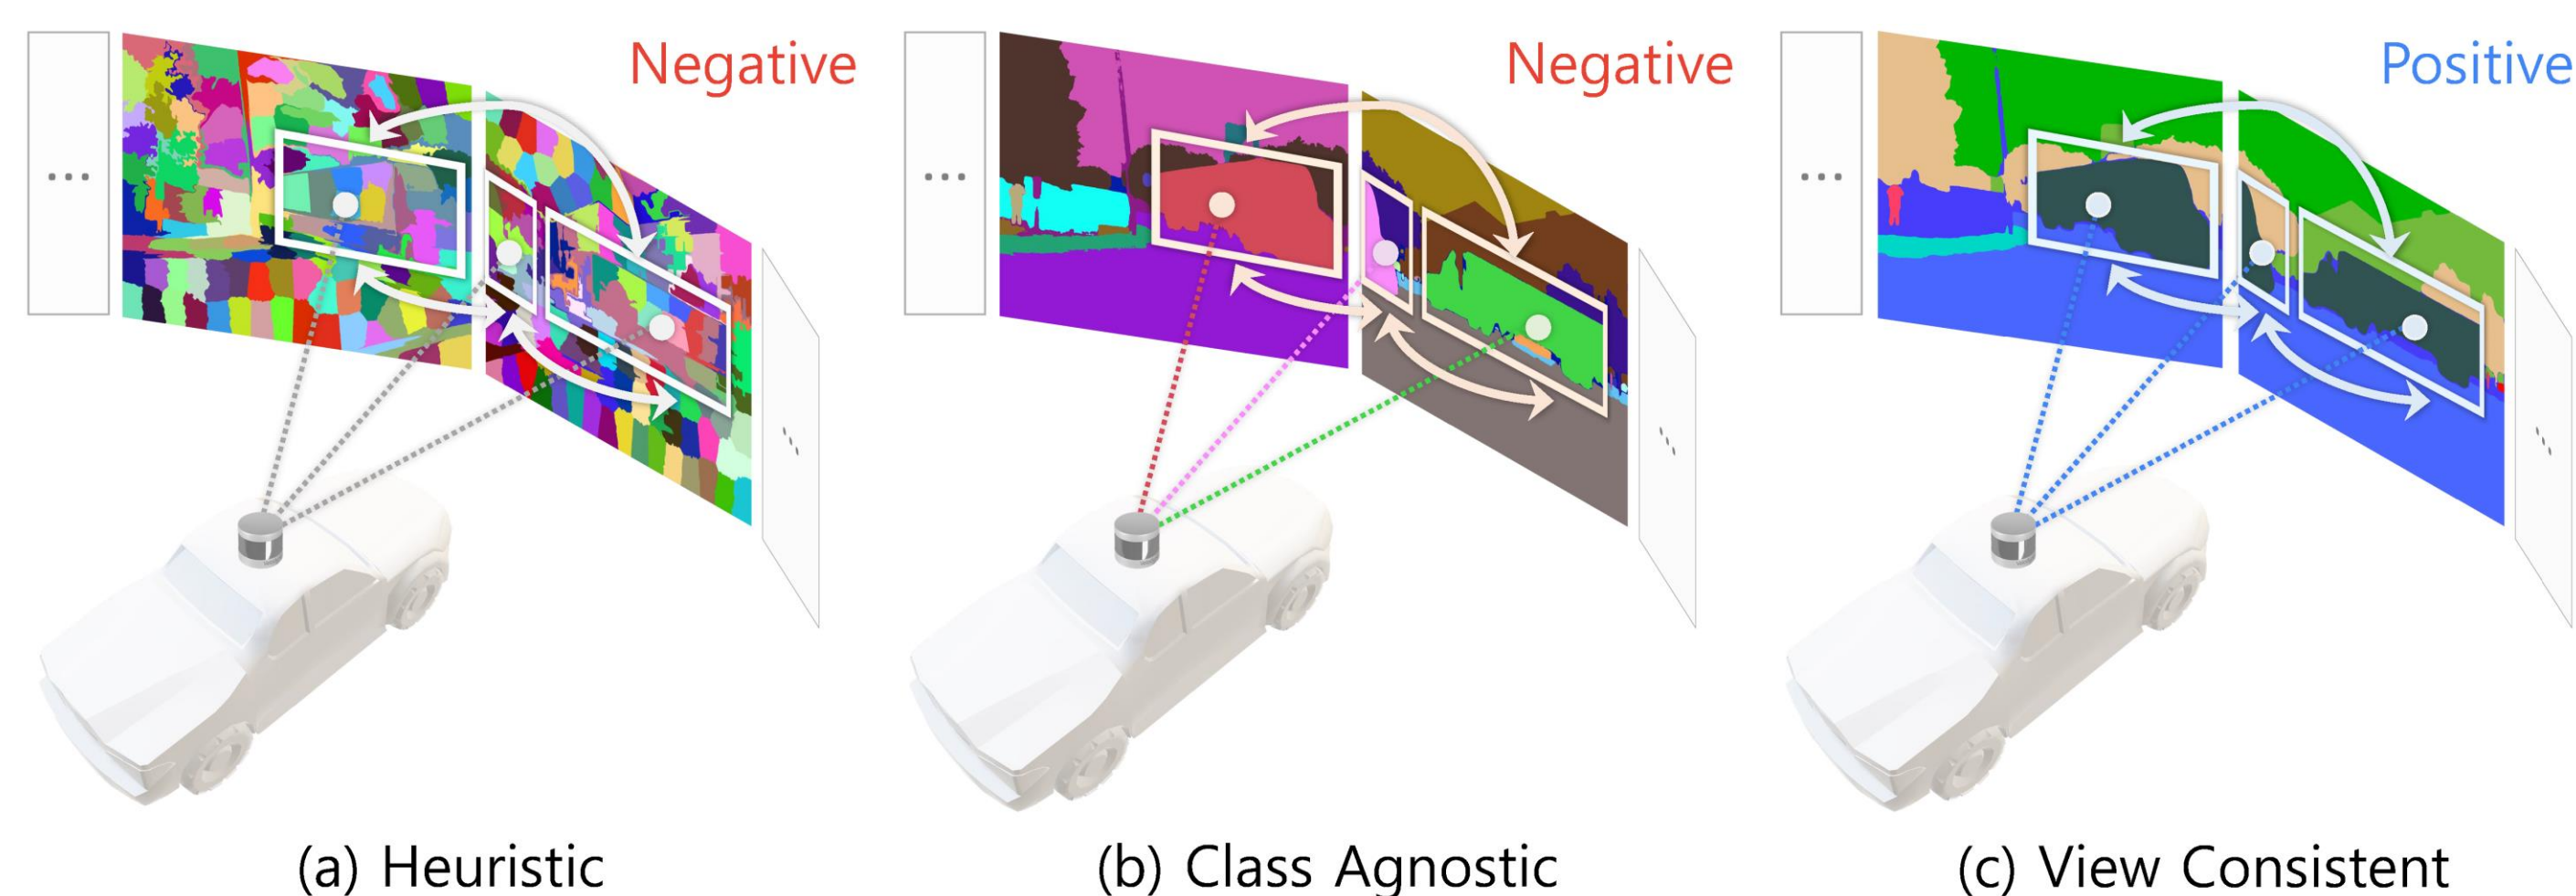 Negative
Negative
Positive
(a) Heuristic
(b) Class Agnostic
(c) View Consistent